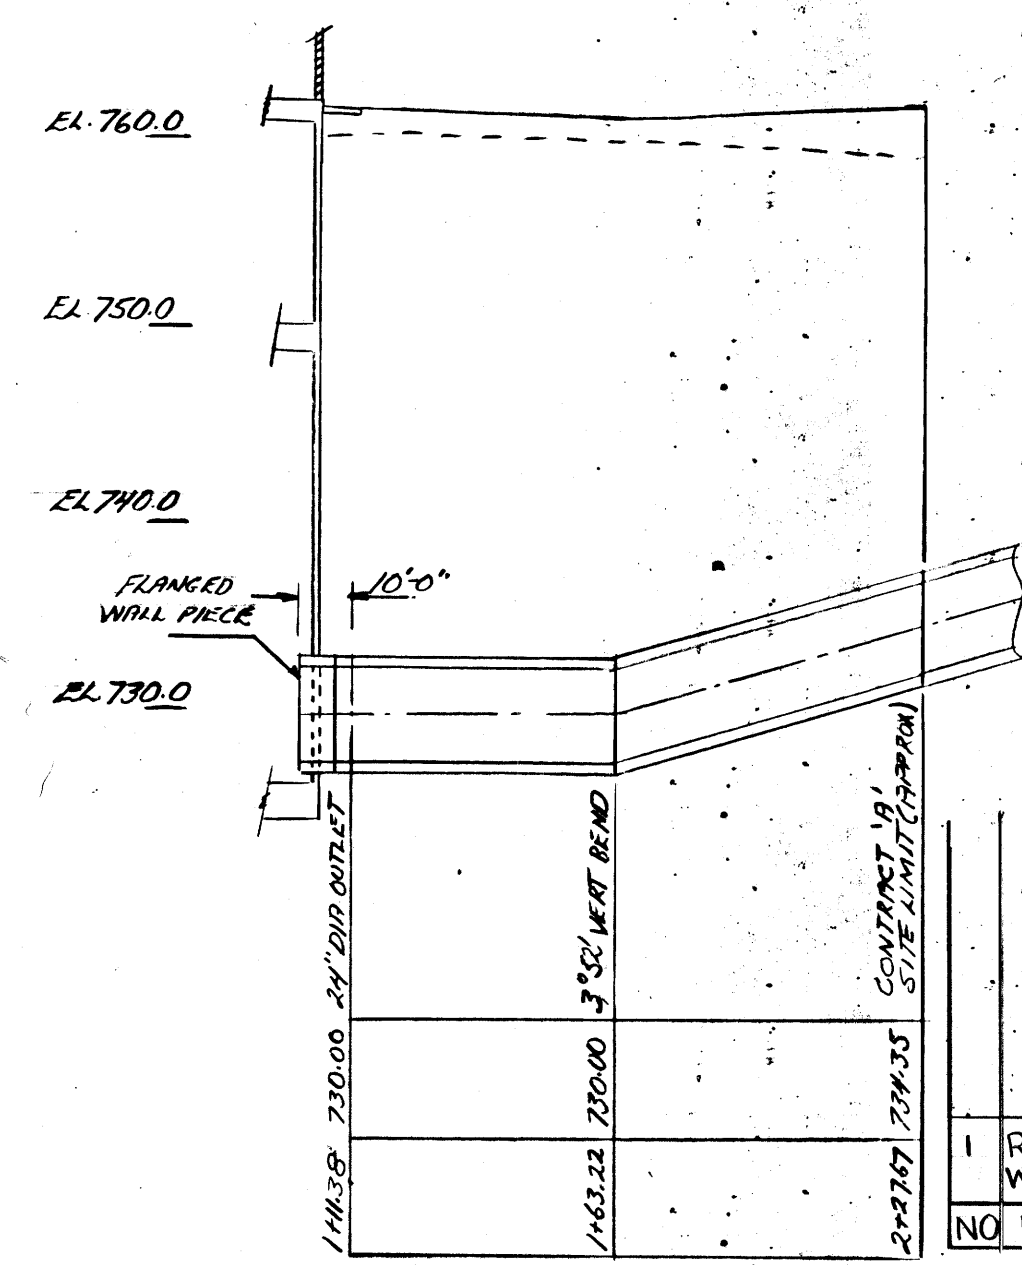 EL. 760.0
EL 750.0
EL 740.0
FLANGED
WALL PIECE
10'-0"
EL 730.0
24" DIA OUTLET
3°52' VERT BEND
CONTRACT 'A'
SITE LIMIT (APPROX)
730.00
730.00
734.35
1+11.38
1+63.22
2+27.67
1
NO